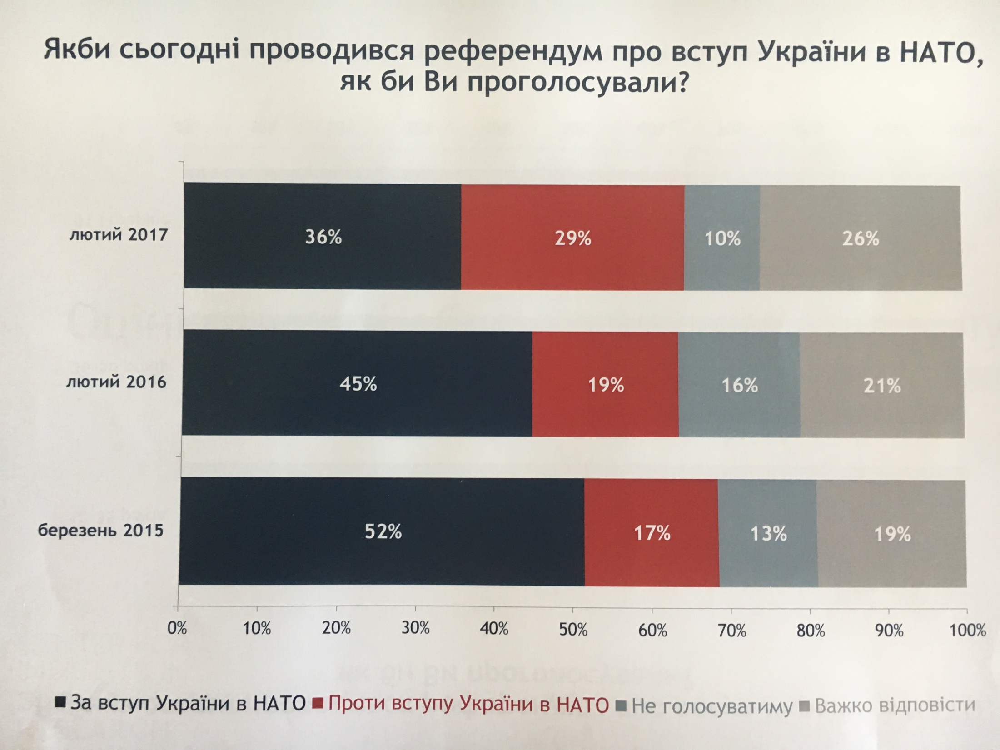 Якби сьогодні проводився референдум про вступ України в НАТО,
як би Ви проголосували?
лютий 2017
36%
29%
10%
26%
лютий 2016
45%
19%
16%
21%
березень 2015
52%
17%
13%
19%
0% 10% 20% 30% 40% 50% 60% 70% 80% 90% 100%
За вступ України в НАТО Проти вступу України в НАТО Не голосуватиму Важко відповісти